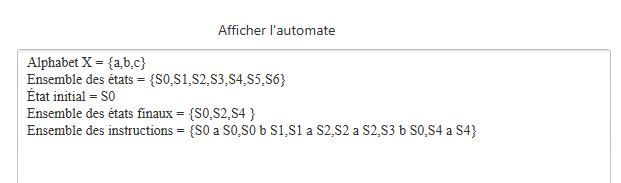 Afficher l'automate
Alphabet X = {a,b,c}
Ensemble des états = {S0,S1,S2,S3,S4,S5,S6}
État initial = S0
Ensemble des états finaux = {S0,S2,S4 }
Ensemble des instructions = {S0 a S0,S0 b S1,S1 a S2,S2 a S2,S3 b S0,S4 a S4}